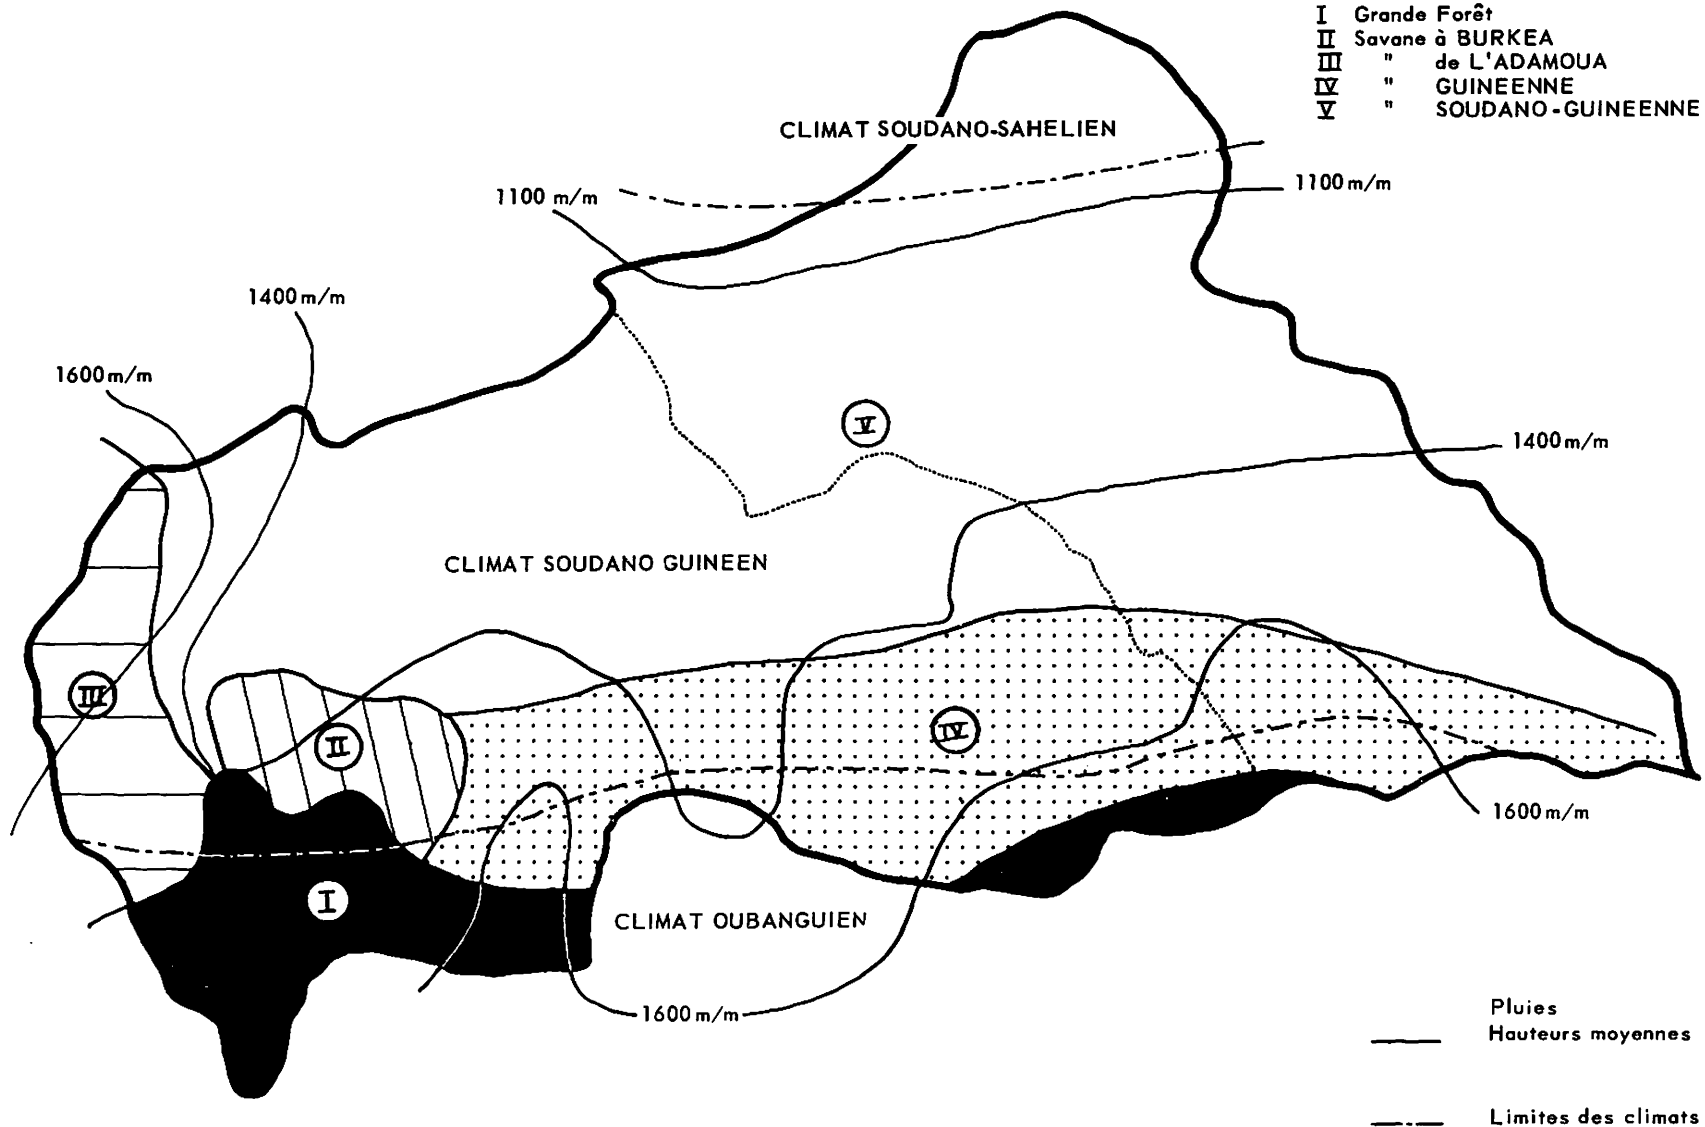 I Grande Forêt
II Savane à BURKEA
III " de L'ADAMOUA
IV " GUINEENNE
V " SOUDANO-GUINEENNE
CLIMAT SOUDANO-SAHELIEN
1100 m/m
1100 m/m
1400 m/m
1600 m/m
V
1400 m/m
CLIMAT SOUDANO GUINEEN
III
II
IV
1600 m/m
I
CLIMAT OUBANGUIEN
1600 m/m
Pluies
Hauteurs moyennes
Limites des climats